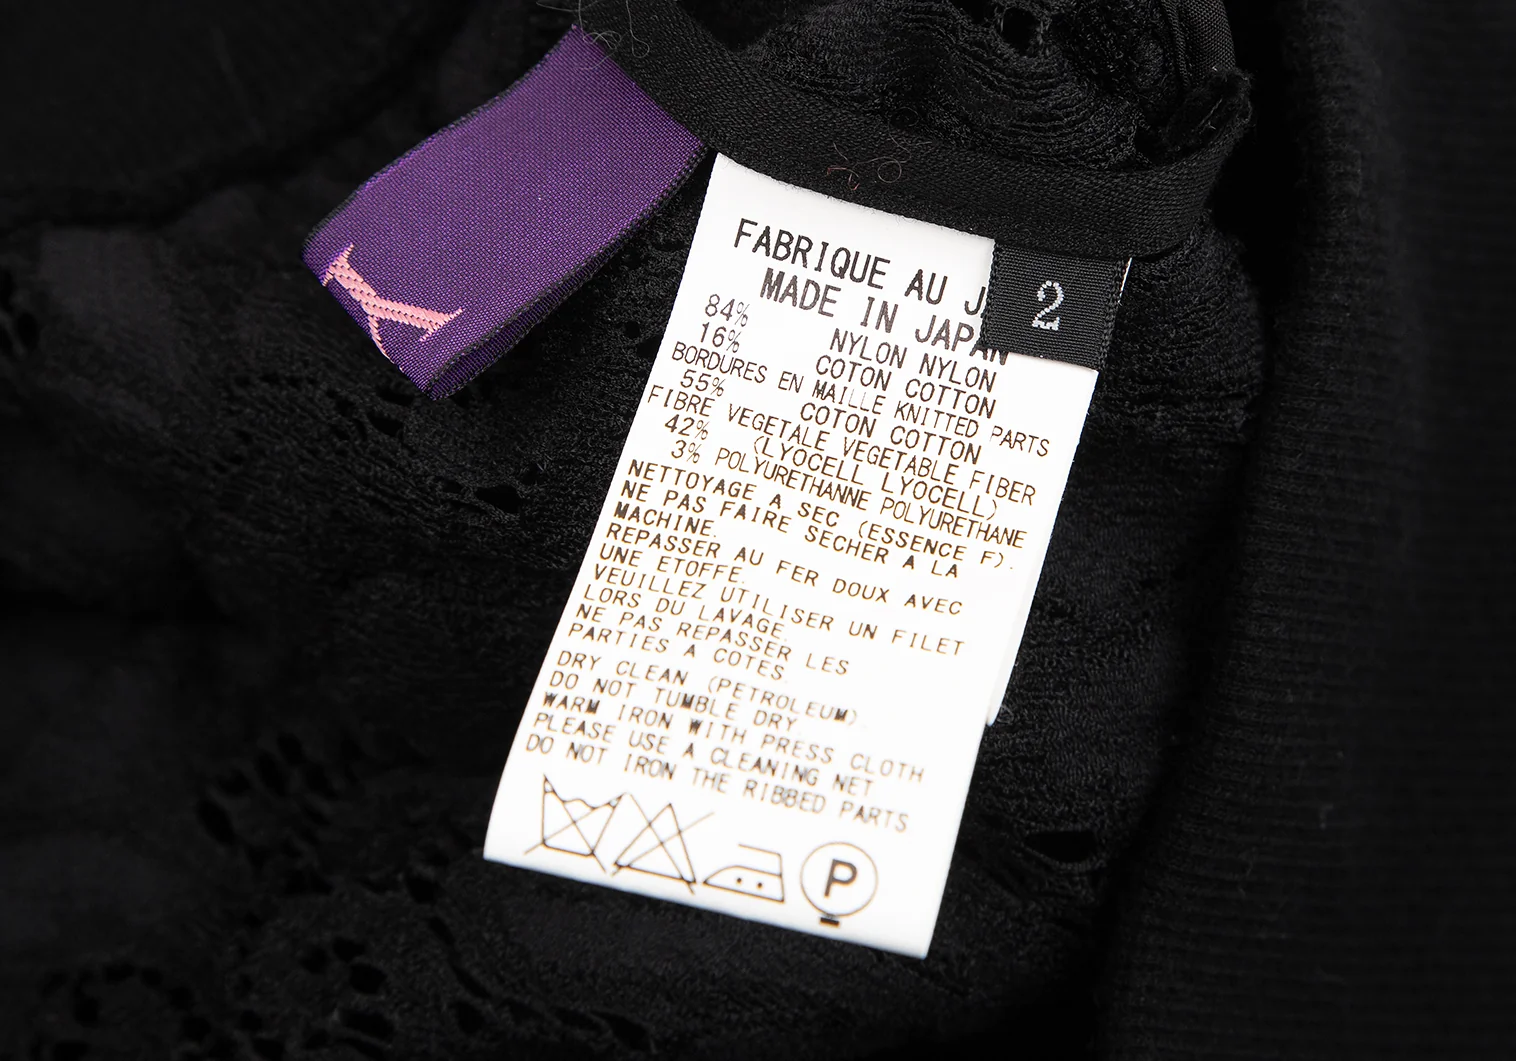 FABRIQUE AU
MADE IN JAPAN
2
84% NYLON NYLON
16% COTON COTTON
BORDURES EN MAILLE KNITTED PARTS
55% COTON COTTON
FIBRE VEGETALE VEGETABLE FIBER
42% (LYOCELL LYOCELL)
3% POLYURETHANNE POLYURETHANE
NETTOYAGE A SEC (ESSENCE F).
NE PAS FAIRE SECHER A LA
MACHINE.
REPASSER AU FER DOUX AVEC
UNE ETOFFE.
VEUILLEZ UTILISER UN FILET
LORS DU LAVAGE.
NE PAS REPASSER LES
PARTIES A COTES.
DRY CLEAN (PETROLEUM).
DO NOT TUMBLE DRY.
WARM IRON WITH PRESS CLOTH
PLEASE USE A CLEANING NET
DO NOT IRON THE RIBBED PARTS
P